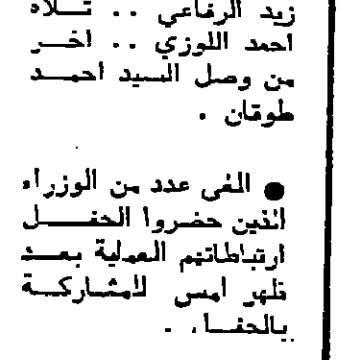 زيد الرفاعي .. تلاه
احمد اللوزي .. اخر
من وصل السيد احمد
طوقان .
● الغى عدد من الوزراء
الذين حضروا الحفل
ارتباطاتهم العملية بعد
ظهر امس للمشاركة
بالحفل .